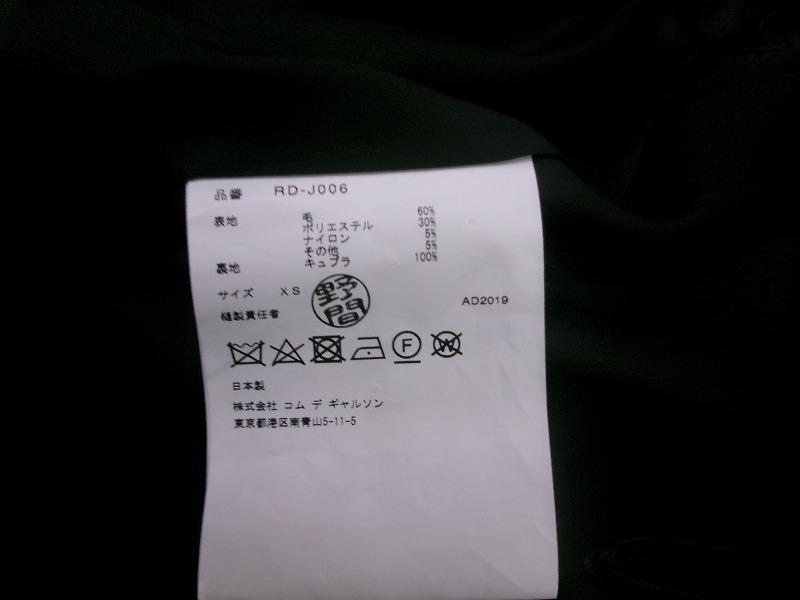 品番 RD-J006
表地 毛 60%
ポリエステル 30%
ナイロン 5%
その他 5%
裏地 キュプラ 100%
サイズ XS
縫製責任者 野間 AD2019
F W
日本製
株式会社 コム デ ギャルソン
東京都港区南青山5-11-5